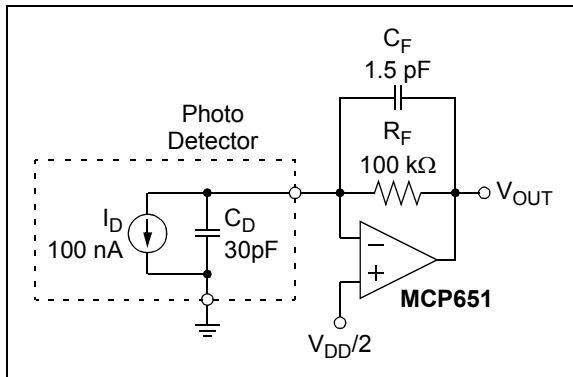 C_F
1.5 pF
Photo
Detector
R_F
100 kΩ
V_OUT
I_D
100 nA
C_D
30pF
−
+
MCP651
V_DD/2